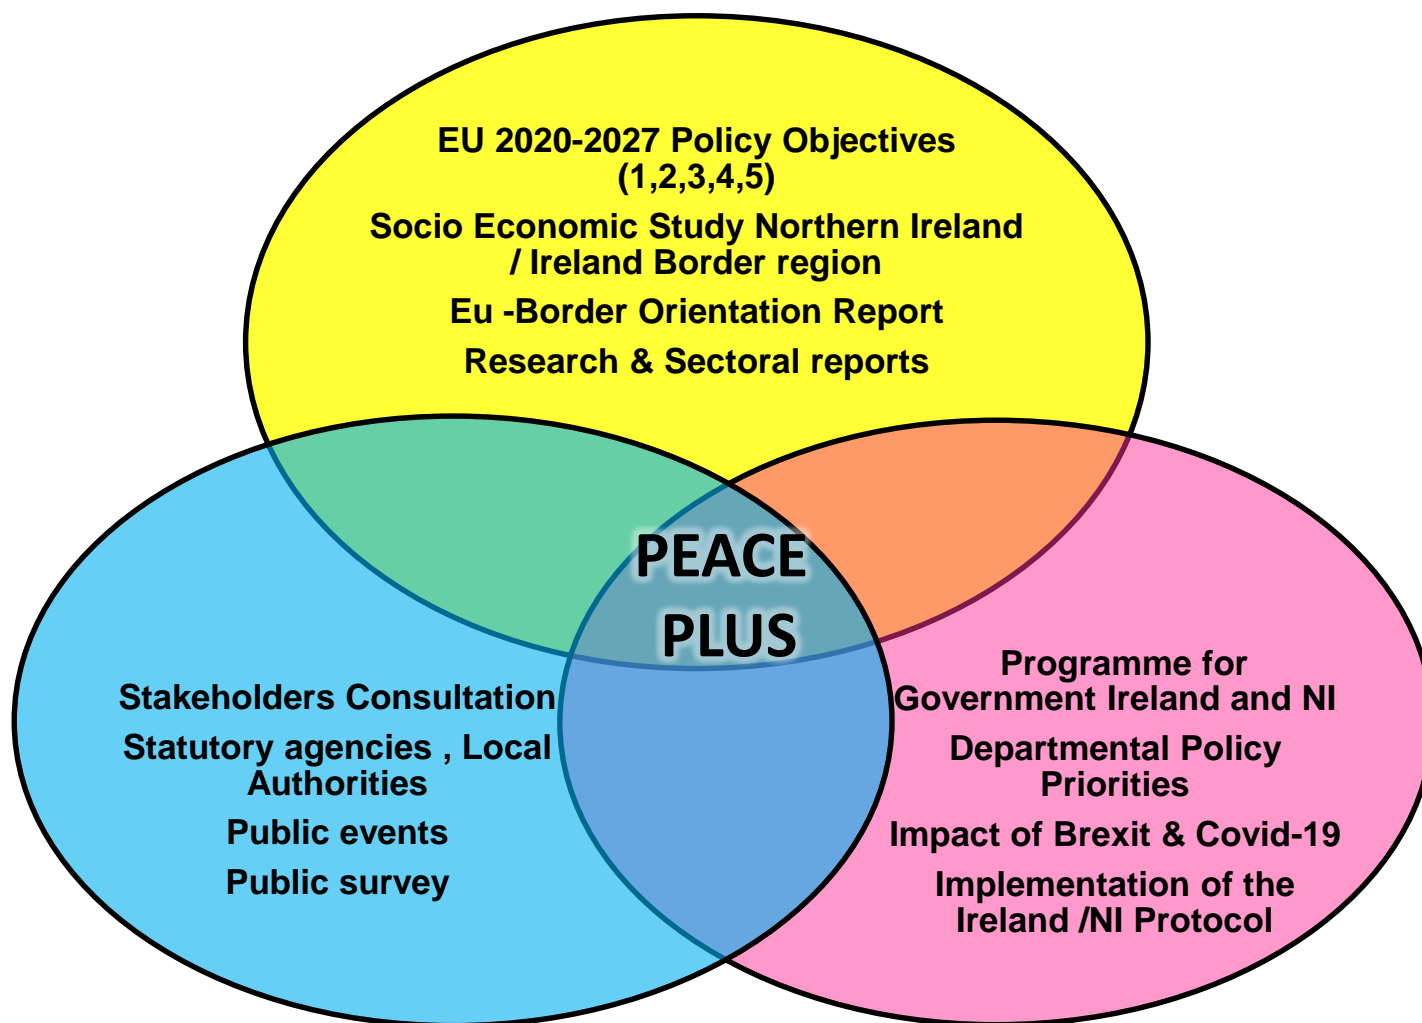 EU 2020-2027 Policy Objectives
(1,2,3,4,5)
Socio Economic Study Northern Ireland
/ Ireland Border region
Eu -Border Orientation Report
Research & Sectoral reports
PEACE
PLUS
Stakeholders Consultation
Statutory agencies , Local
Authorities
Public events
Public survey
Programme for
Government Ireland and NI
Departmental Policy
Priorities
Impact of Brexit & Covid-19
Implementation of the
Ireland /NI Protocol